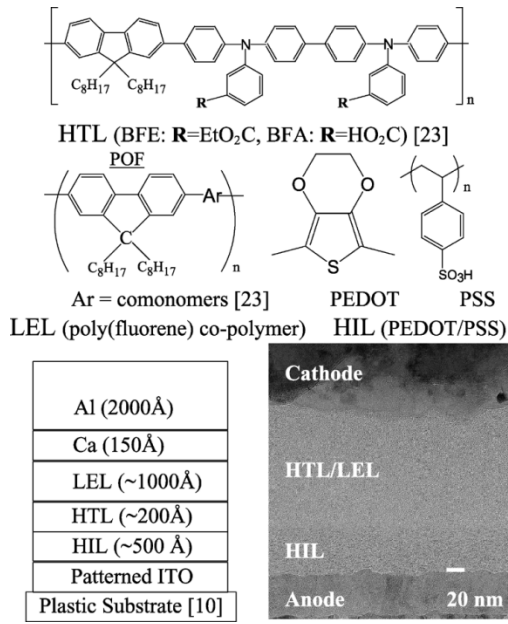 C8H17
C8H17
N
N
R
R
n
HTL (BFE: R=EtO2C, BFA: R=HO2C) [23]
POF
Ar
C
C8H17
C8H17
n
O
O
S
n
SO3H
Ar = comonomers [23]
PEDOT
PSS
LEL (poly(fluorene) co-polymer)
HIL (PEDOT/PSS)
Al (2000Å)
Ca (150Å)
LEL (~1000Å)
HTL (~200Å)
HIL (~500 Å)
Patterned ITO
Plastic Substrate [10]
Cathode
HTL/LEL
HIL
Anode
20 nm